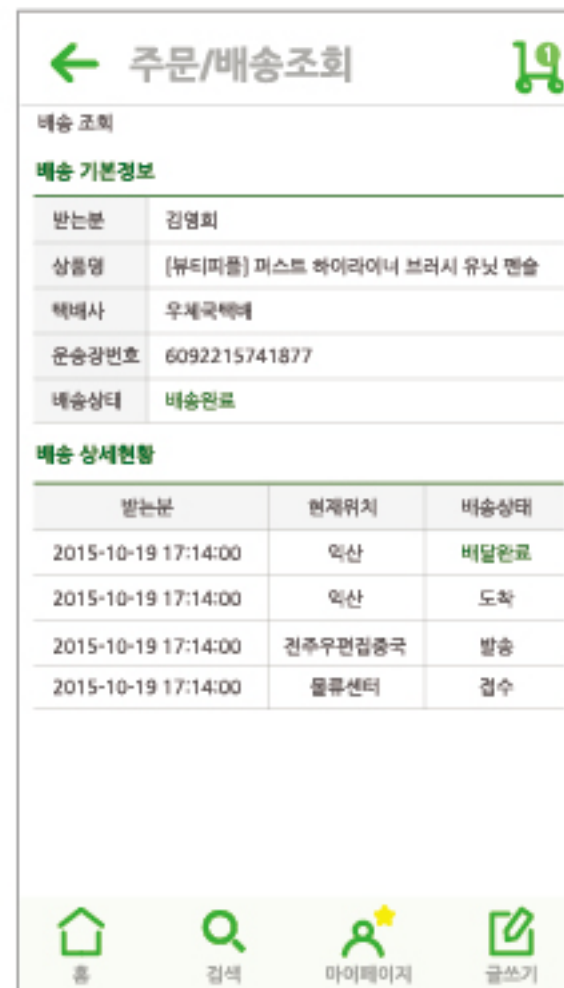 주문/배송조회
1
배송 조회
배송 기본정보
받는분 김영희
상품명 [뷰티피플] 퍼스트 하이라이너 브러시 유닛 펜슬
택배사 우체국택배
운송장번호 6092215741877
배송상태 배송완료
배송 상세현황
받는분 현재위치 배송상태
2015-10-19 17:14:00 익산 배달완료
2015-10-19 17:14:00 익산 도착
2015-10-19 17:14:00 전주우편집중국 발송
2015-10-19 17:14:00 물류센터 접수
홈 검색 마이페이지 글쓰기